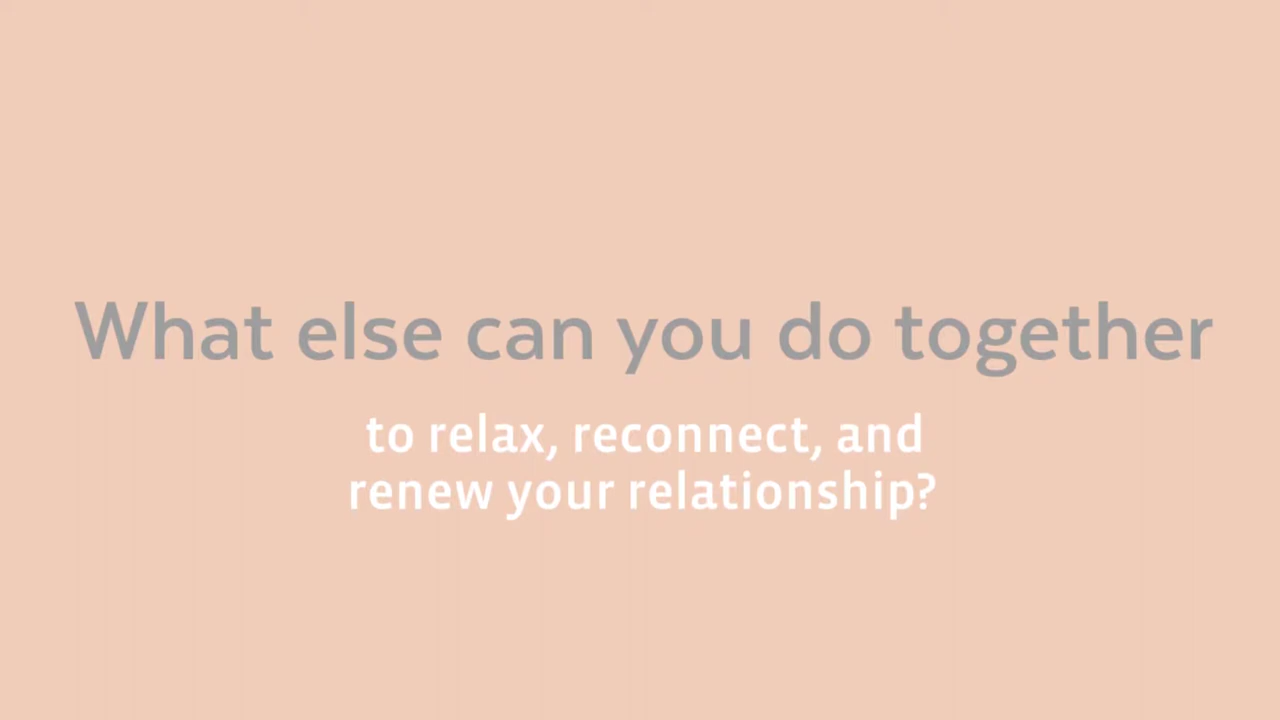 What else can you do together
to relax, reconnect, and
renew your relationship?